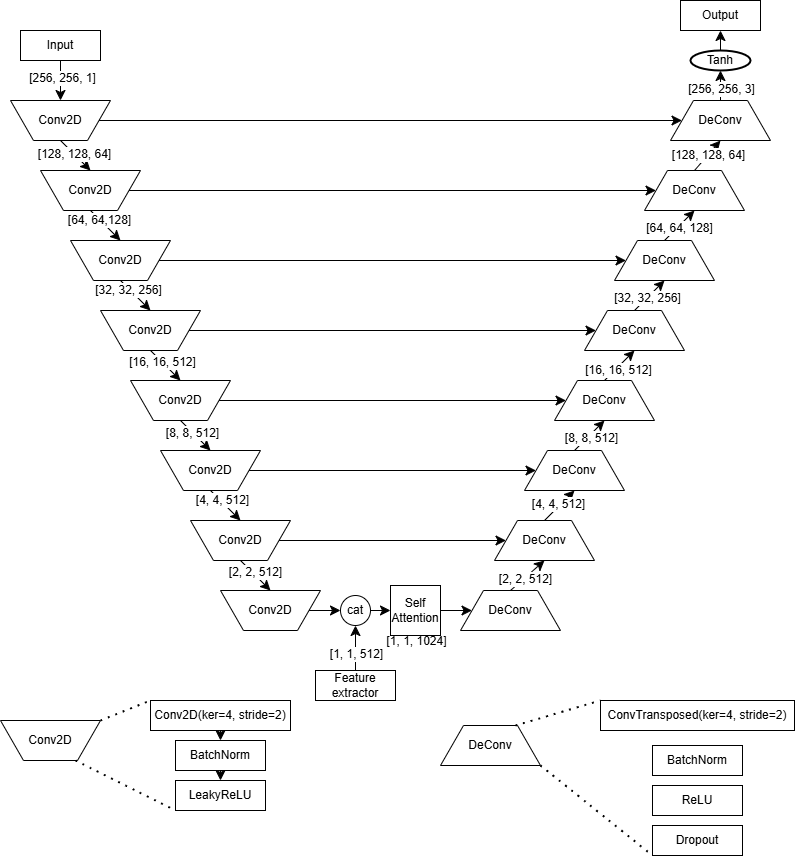 Output
Input
Tanh
[256, 256, 1]
[256, 256, 3]
Conv2D
DeConv
[128, 128, 64]
[128, 128, 64]
Conv2D
DeConv
[64, 64,128]
[64, 64, 128]
Conv2D
DeConv
[32, 32, 256]
[32, 32, 256]
Conv2D
DeConv
[16, 16, 512]
[16, 16, 512]
Conv2D
DeConv
[8, 8, 512]
[8, 8, 512]
Conv2D
DeConv
[4, 4, 512]
[4, 4, 512]
Conv2D
DeConv
[2, 2, 512]
[2, 2, 512]
Conv2D
cat
Self
Attention
DeConv
[1, 1, 1024]
[1, 1, 512]
Feature
extractor
Conv2D
Conv2D(ker=4, stride=2)
BatchNorm
LeakyReLU
DeConv
ConvTransposed(ker=4, stride=2)
BatchNorm
ReLU
Dropout